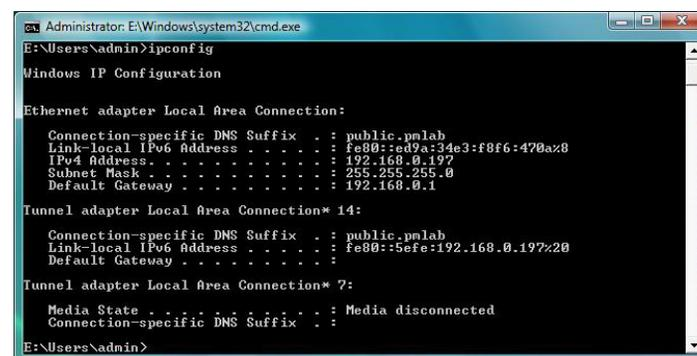 Administrator: E:\Windows\system32\cmd.exe
E:\Users\admin>ipconfig
Windows IP Configuration
Ethernet adapter Local Area Connection:
Connection-specific DNS Suffix  . : public.pmlab
Link-local IPv6 Address . . . . . : fe80::ed9a:34e3:f8f6:470a%8
IPv4 Address. . . . . . . . . . . : 192.168.0.197
Subnet Mask . . . . . . . . . . . : 255.255.255.0
Default Gateway . . . . . . . . . : 192.168.0.1
Tunnel adapter Local Area Connection* 14:
Connection-specific DNS Suffix  . : public.pmlab
Link-local IPv6 Address . . . . . : fe80::5efe:192.168.0.197%20
Default Gateway . . . . . . . . . :
Tunnel adapter Local Area Connection* 7:
Media State . . . . . . . . . . . : Media disconnected
Connection-specific DNS Suffix  . :
E:\Users\admin>